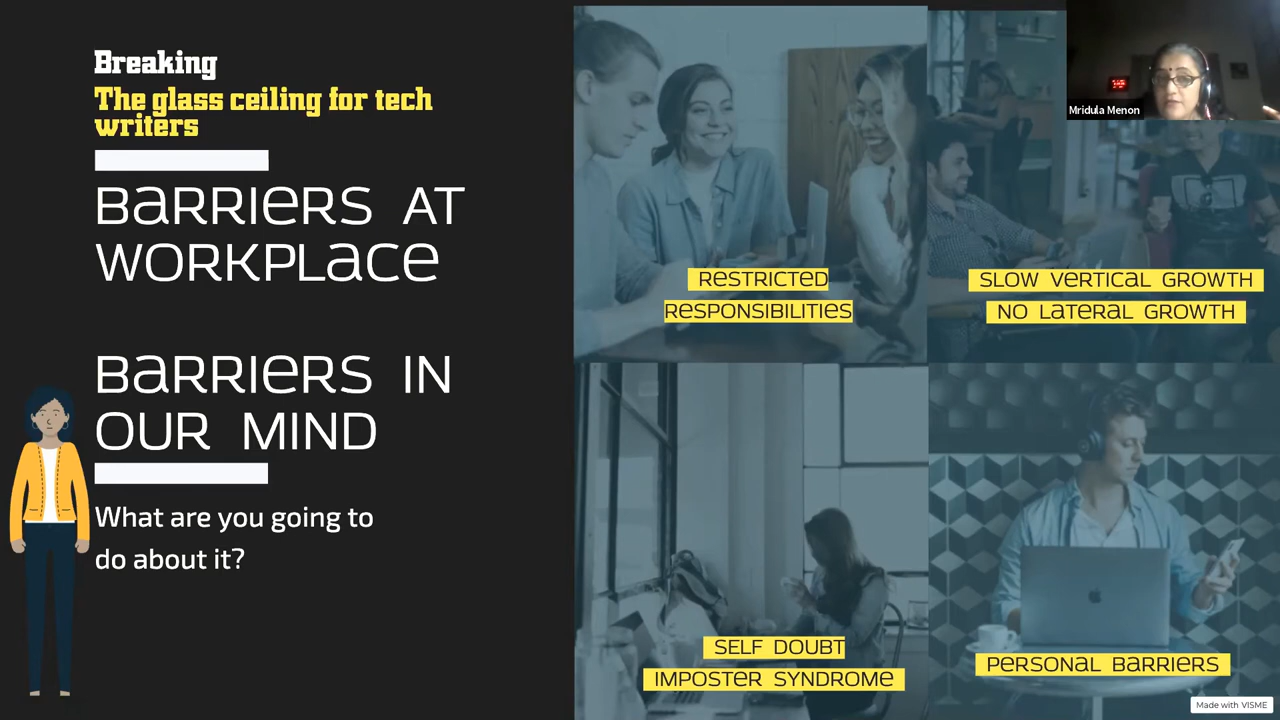 Breaking
The glass ceiling for tech
writers
BARRIERS AT
WORKPLACE
BARRIERS IN
OUR MIND
What are you going to
do about it?
RESTRICTED
RESPONSIBILITIES
SLOW VERTICAL GROWTH
NO LATERAL GROWTH
SELF DOUBT
IMPOSTER SYNDROME
PERSONAL BARRIERS
Mridula Menon
Made with VISME